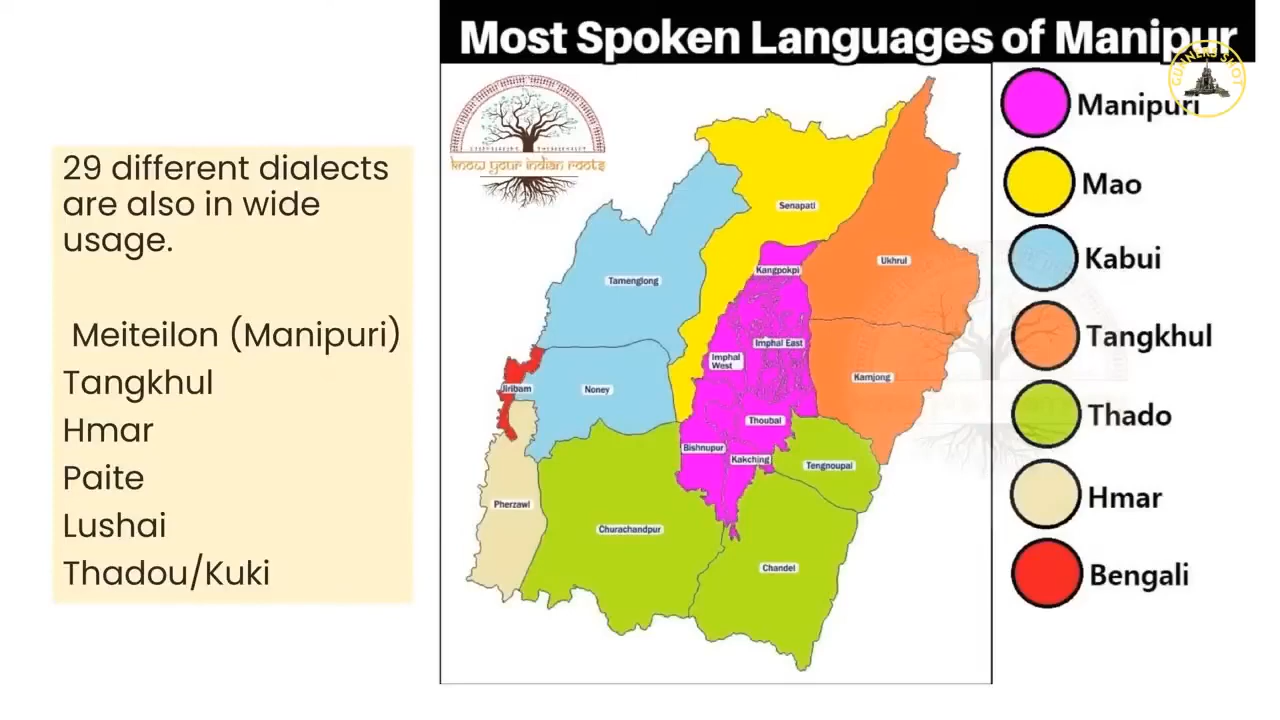 Most Spoken Languages of Manipur
29 different dialects
are also in wide
usage.
Meiteilon (Manipuri)
Tangkhul
Hmar
Paite
Lushai
Thadou/Kuki
know your indian roots
Senapati
Kangpokpi
Ukhrul
Tamenglong
Imphal East
Imphal
West
Kamjong
Jiribam
Noney
Thoubal
Bishnupur
Kakching
Tengnoupal
Pherzawl
Churachandpur
Chandel
GUNNERS SHOT
Manipuri
Mao
Kabui
Tangkhul
Thado
Hmar
Bengali